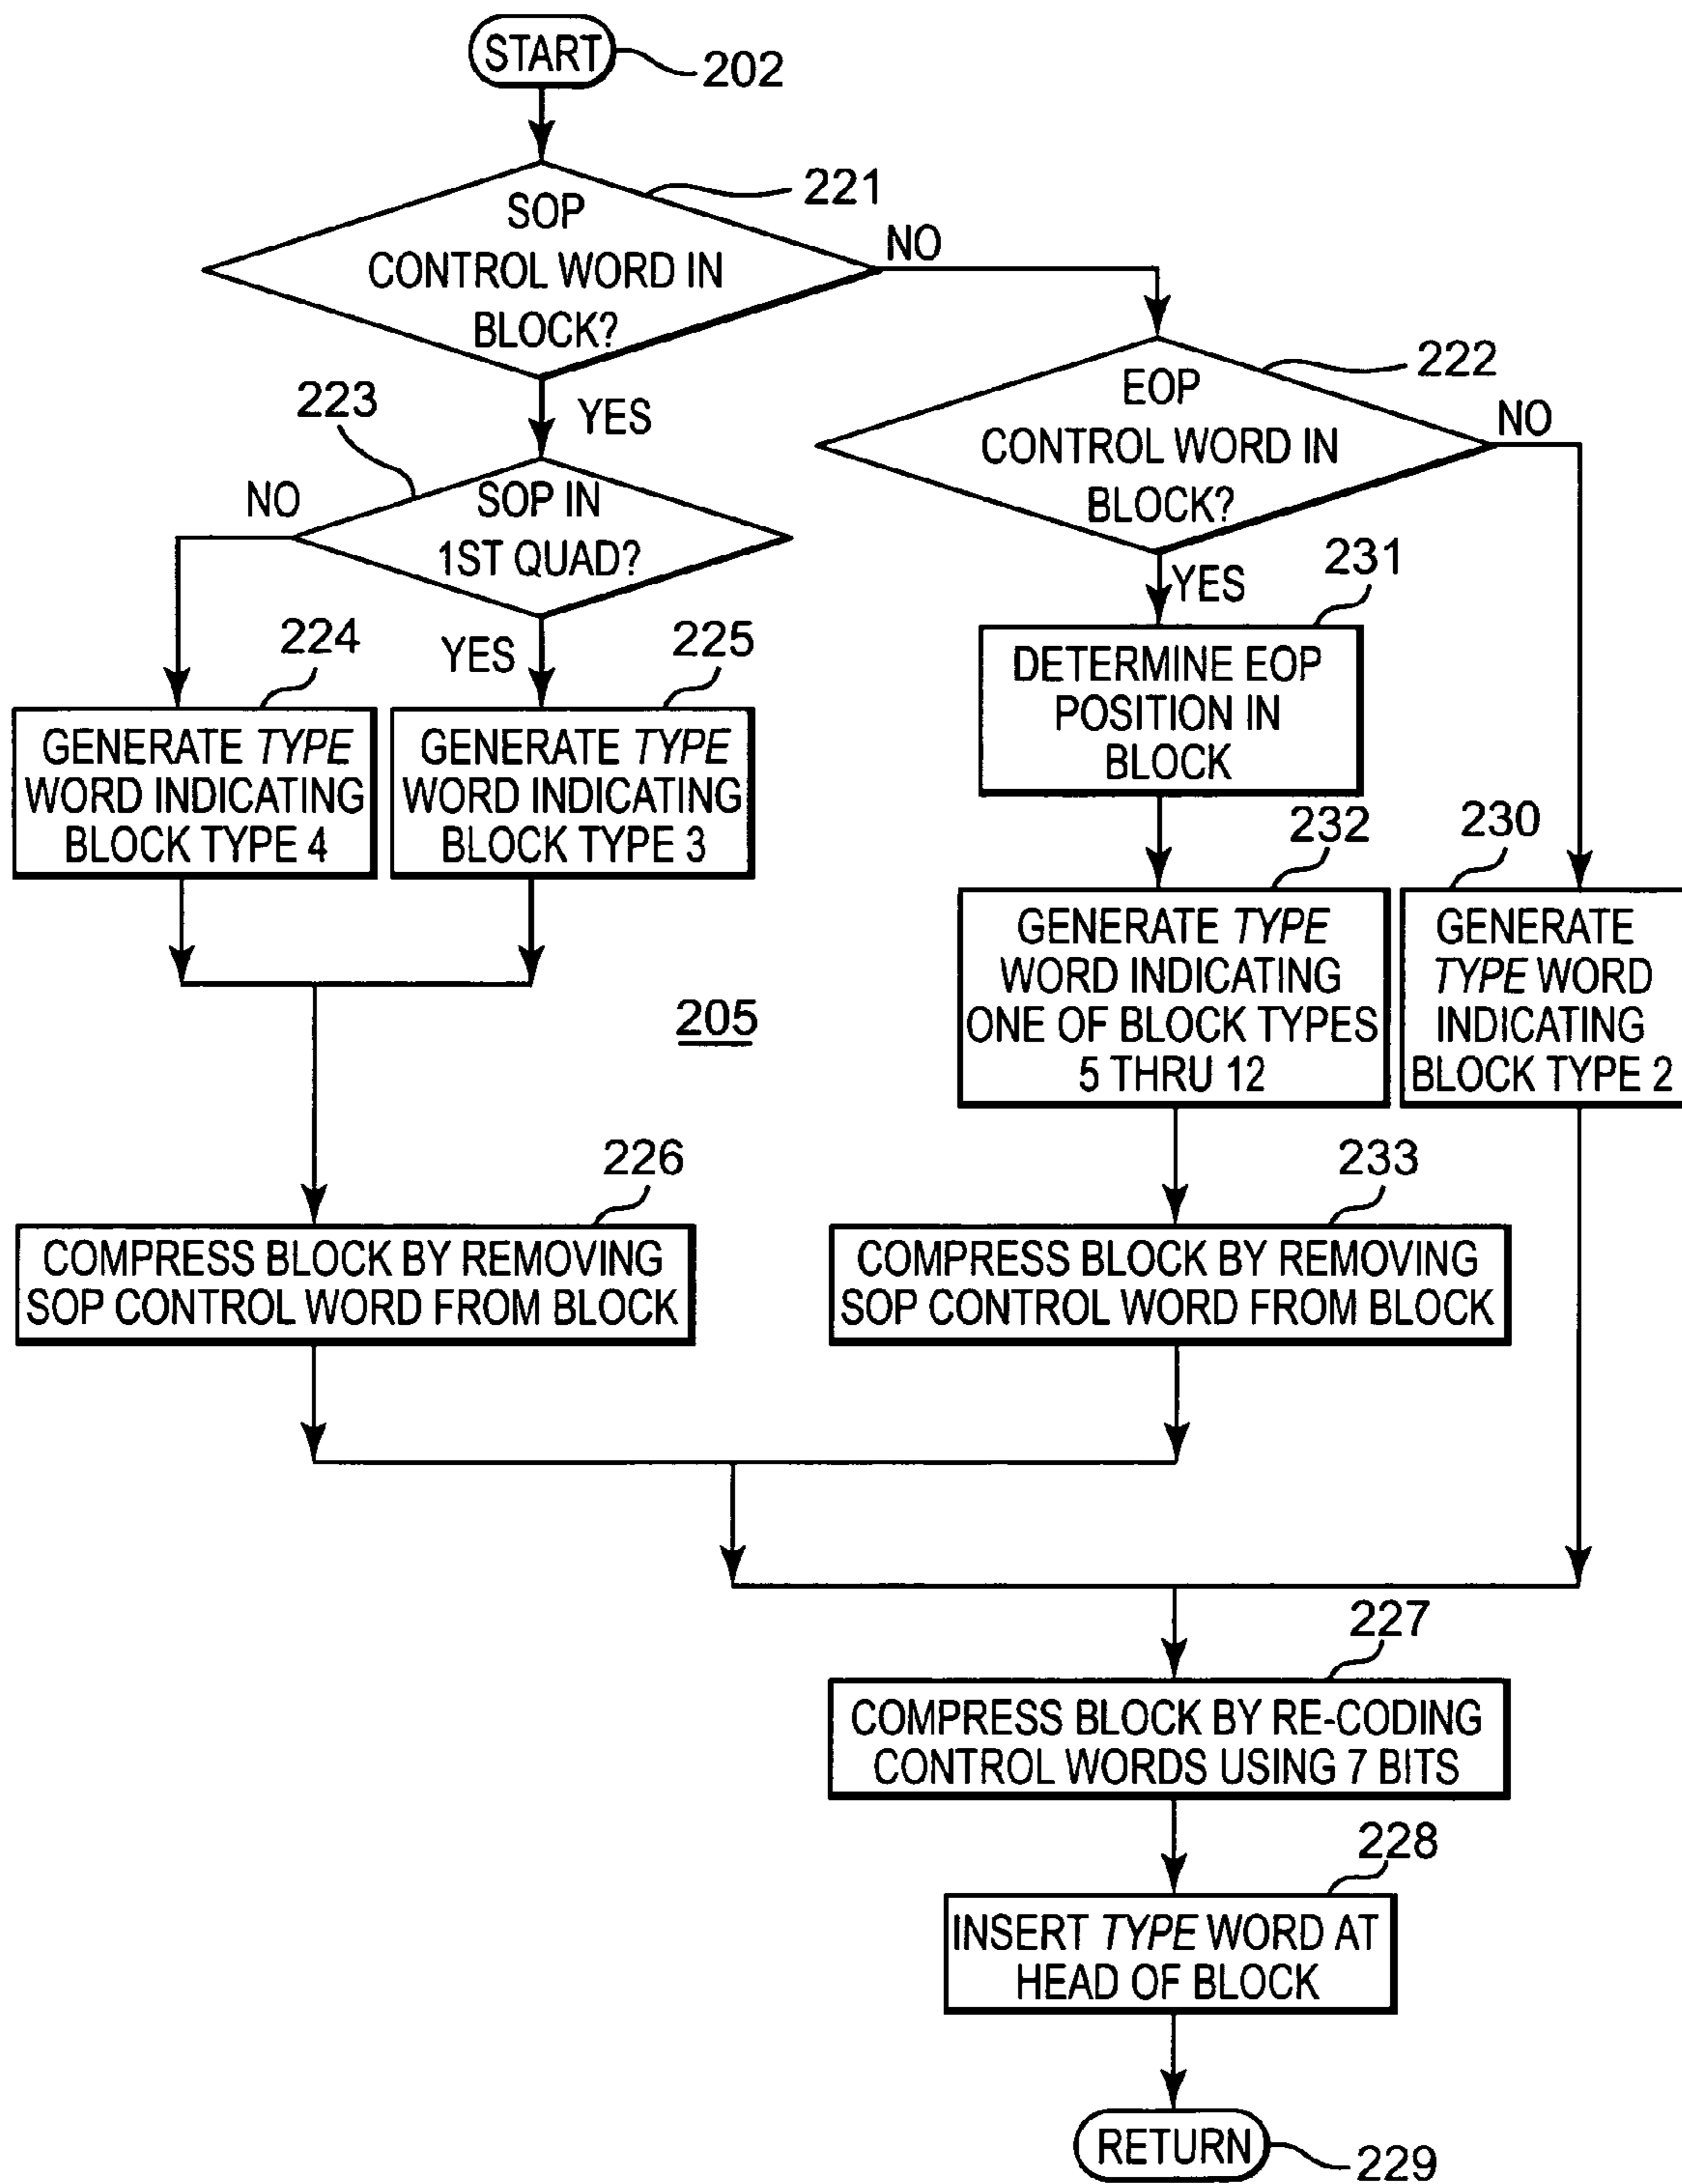 START
202
221
SOP
CONTROL WORD IN
BLOCK?
NO
YES
222
EOP
CONTROL WORD IN
BLOCK?
NO
YES
223
NO
SOP IN
1ST QUAD?
YES
224
225
231
GENERATE TYPE
WORD INDICATING
BLOCK TYPE 4
GENERATE TYPE
WORD INDICATING
BLOCK TYPE 3
DETERMINE EOP
POSITION IN
BLOCK
232
230
GENERATE TYPE
WORD INDICATING
ONE OF BLOCK TYPES
5 THRU 12
GENERATE
TYPE WORD
INDICATING
BLOCK TYPE 2
205
226
233
COMPRESS BLOCK BY REMOVING
SOP CONTROL WORD FROM BLOCK
COMPRESS BLOCK BY REMOVING
SOP CONTROL WORD FROM BLOCK
227
COMPRESS BLOCK BY RE-CODING
CONTROL WORDS USING 7 BITS
228
INSERT TYPE WORD AT
HEAD OF BLOCK
RETURN
229